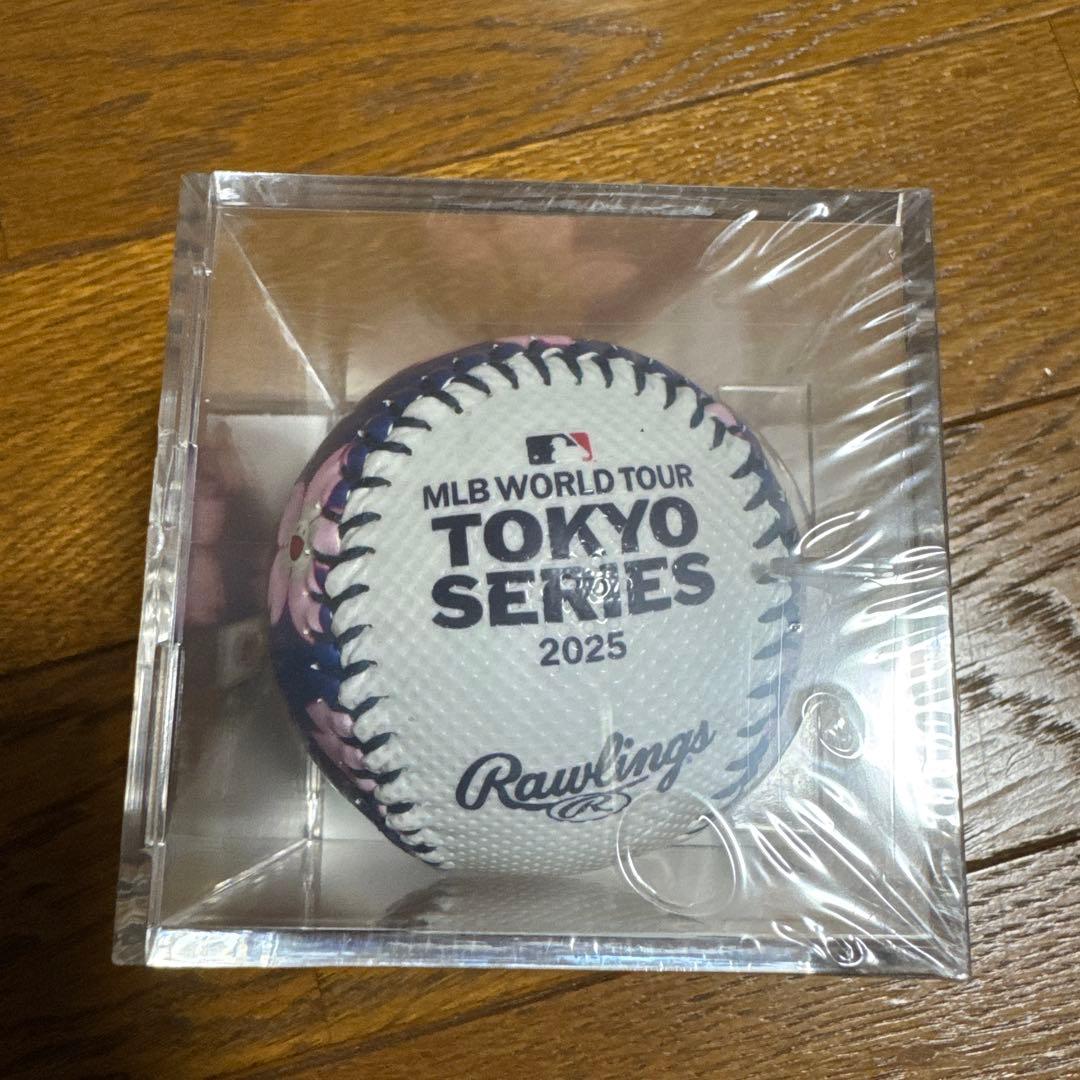 MLB WORLD TOUR
TOKYO
SERIES
2025
Rawlings
R